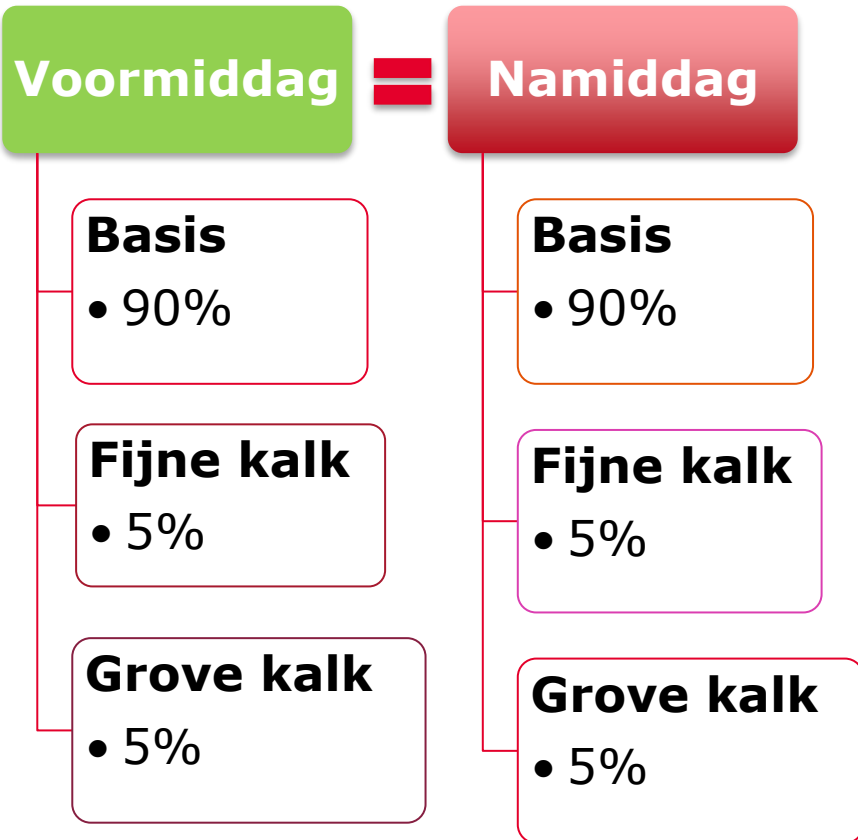 Voormiddag
Basis
• 90%
Fijne kalk
• 5%
Grove kalk
• 5%
=
Namiddag
Basis
• 90%
Fijne kalk
• 5%
Grove kalk
• 5%